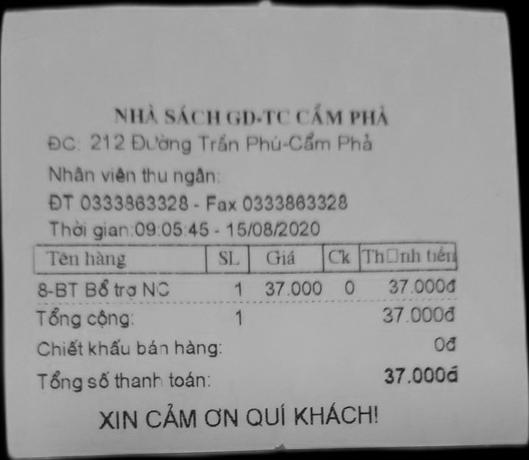 NHÀ SÁCH GD-TC CẨM PHẢ
ĐC: 212 Đường Trần Phú-Cẩm Phả
Nhân viên thu ngân:
ĐT 0333863328 - Fax 0333863328
Thời gian:09:05:45 - 15/08/2020
Tên hàng SL Giá Ck Th□nh tiền
8-BT Bổ trợ NC 1 37.000 0 37.000đ
Tổng cộng: 1 37.000đ
Chiết khấu bán hàng: 0đ
Tổng số thanh toán: 37.000đ
XIN CẢM ƠN QUÍ KHÁCH!